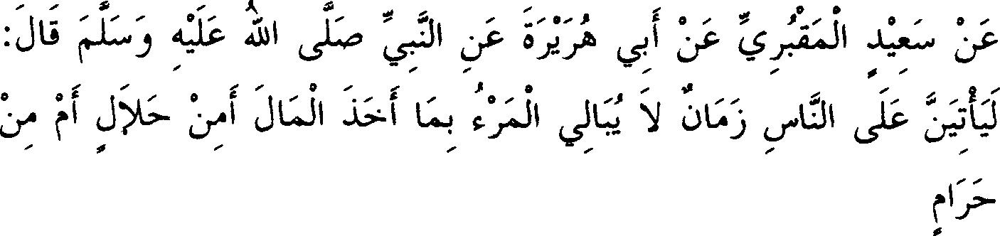 عَنْ سَعِيْدٍ الْمَقْبُرِيِّ عَنْ أَبِي هُرَيْرَةَ عَنِ النَّبِيِّ صَلَّى اللهُ عَلَيْهِ وَسَلَّمَ قَالَ:
لَيَأْتِيَنَّ عَلَى النَّاسِ زَمَانٌ لاَ يُبَالِي الْمَرْءُ بِمَا أَخَذَ الْمَالَ أَمِنْ حَلاَلٍ أَمْ مِنْ
حَرَامٍ